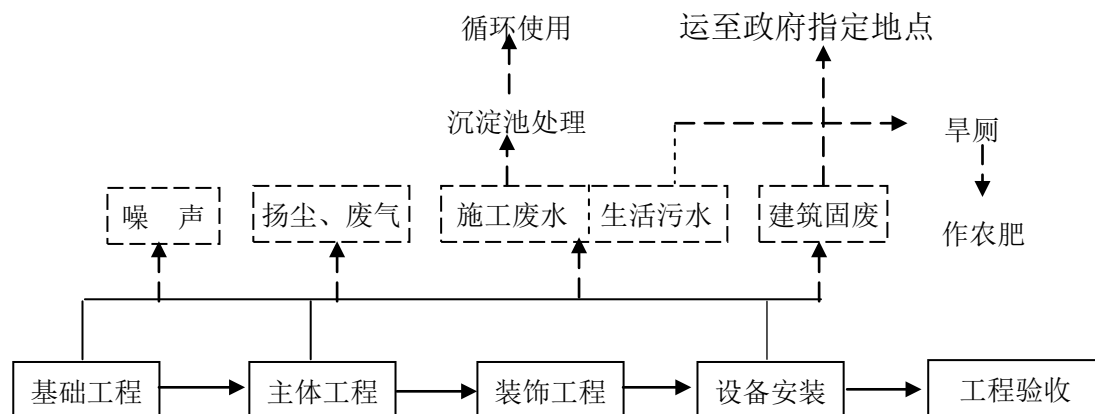 循环使用
运至政府指定地点
沉淀池处理
旱厕
噪 声
扬尘、废气
施工废水
生活污水
建筑固废
作农肥
基础工程
主体工程
装饰工程
设备安装
工程验收